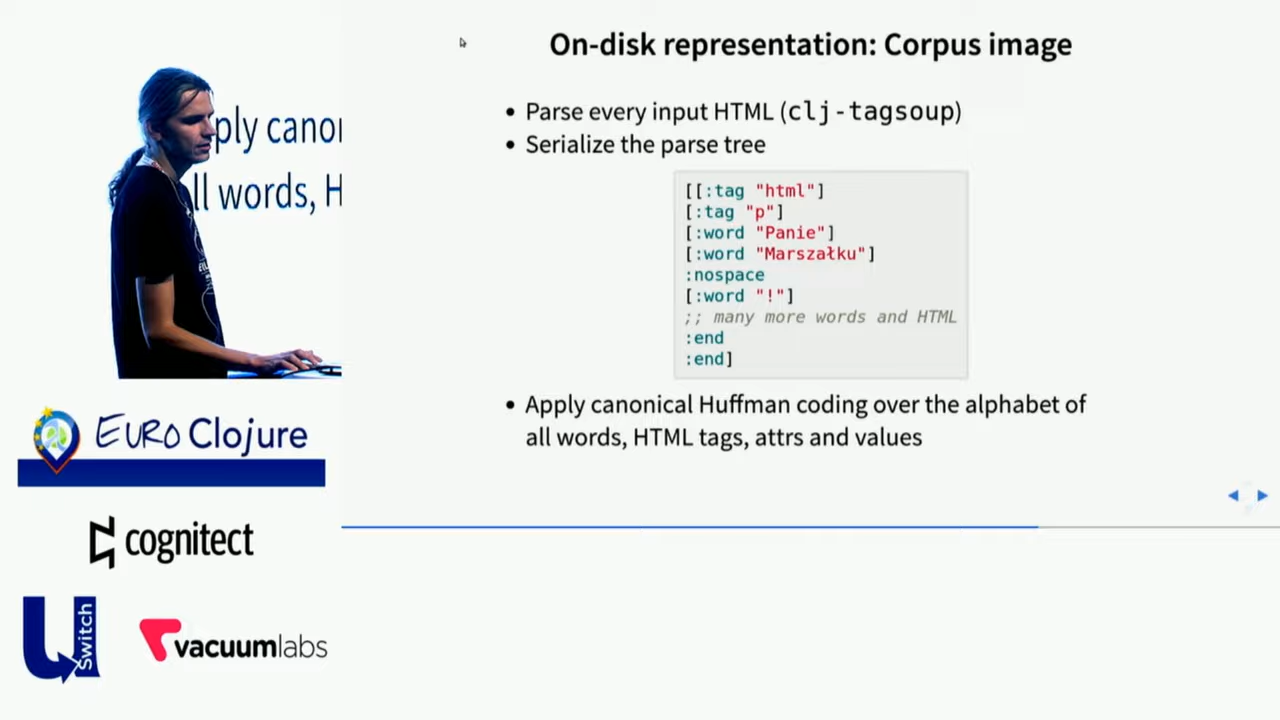 On-disk representation: Corpus image
• Parse every input HTML (clj-tagsoup)
• Serialize the parse tree
[[:tag "html"]
[:tag "p"]
[:word "Panie"]
[:word "Marszałku"]
:nospace
[:word "!"]
;; many more words and HTML
:end
:end]
• Apply canonical Huffman coding over the alphabet of
all words, HTML tags, attrs and values
ply canon
ll words, H
EURO Clojure
cognitect
uSwitch
vacuumlabs